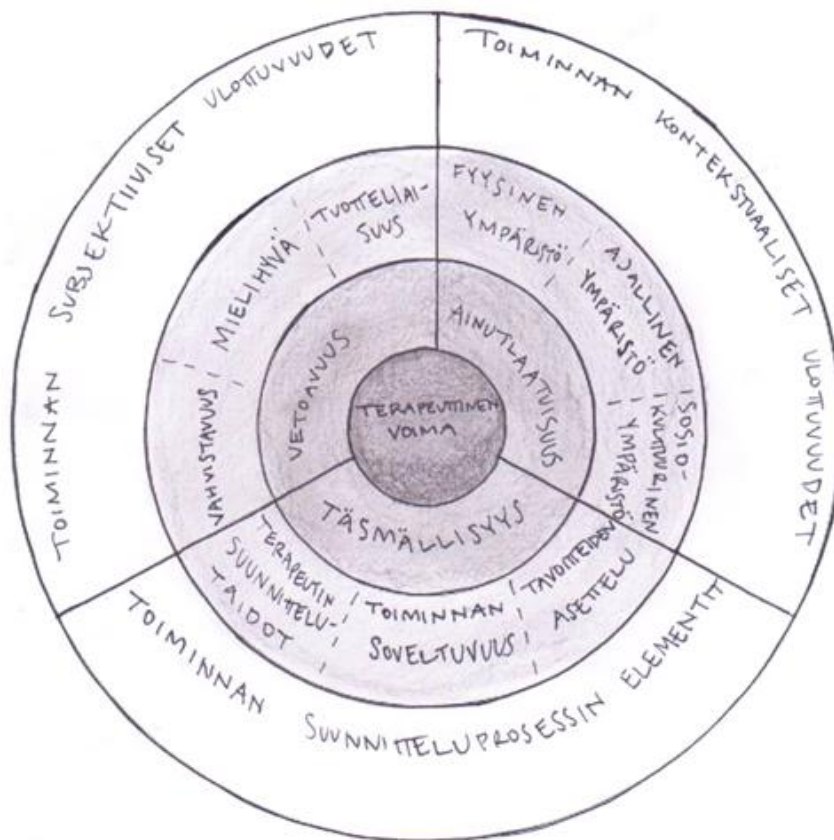 TOIMINNAN SUBJEKTIIVISET ULOTTUVUUDET
TOIMINNAN KONTEKSTUAALISET ULOTTUVUUDET
TOIMINNAN SUUNNITTELUPROSESSIN ELEMENTIT
VAHVISTAVUUS
MIELIHYVÄ
TUOTTELIAI-
SUUS
FYYSINEN
YMPÄRISTÖ
AJALLINEN
YMPÄRISTÖ
SOSIO-
KULTUURINEN
YMPÄRISTÖ
TERAPEUTIN
SUUNNITTELU-
TAIDOT
TOIMINNAN
SOVELTUVUUS
TAVOITTEIDEN
ASETTELU
VETOAVUUS
AINUTLAATUISUUS
TÄSMÄLLISYYS
TERAPEUTTINEN
VOIMA